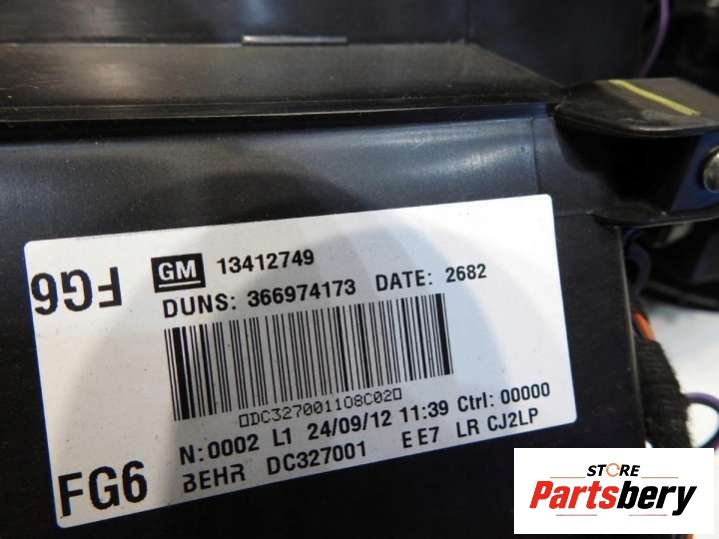 FG6
GM 13412749
DUNS: 366974173 DATE: 2682
▯DC3270011O8C02▯
N:0002 L1 24/09/12 11:39 Ctrl: 00000
FG6
BEHR DC327001 E E7 LR CJ2LP
STORE
Partsbery